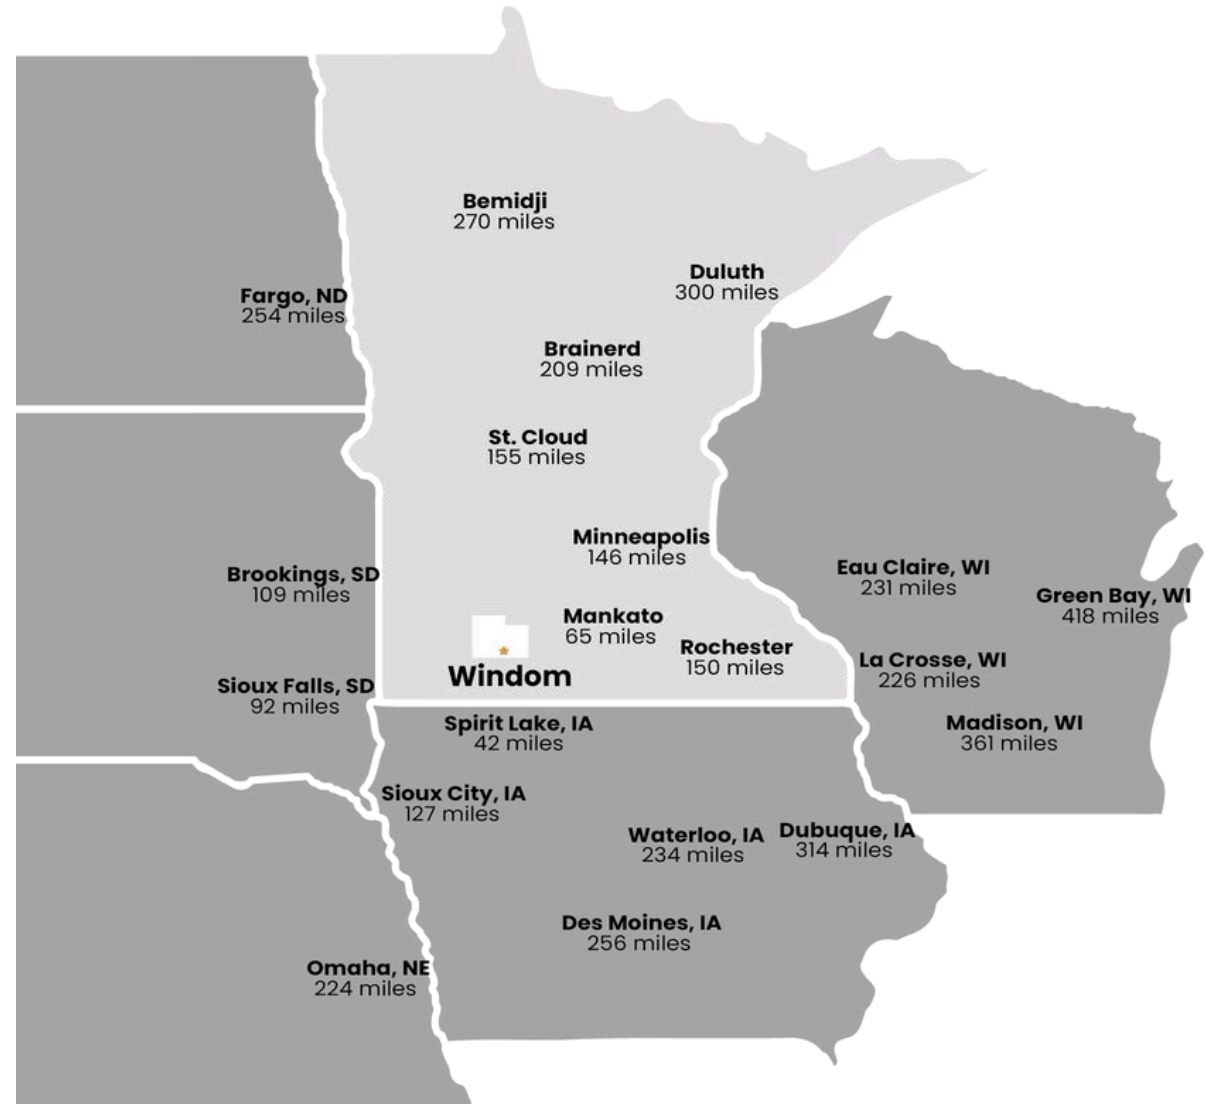 Bemidji
270 miles
Duluth
300 miles
Fargo, ND
254 miles
Brainerd
209 miles
St. Cloud
155 miles
Minneapolis
146 miles
Brookings, SD
109 miles
Eau Claire, WI
231 miles
Green Bay, WI
418 miles
Mankato
65 miles
Rochester
150 miles
Windom
La Crosse, WI
226 miles
Sioux Falls, SD
92 miles
Spirit Lake, IA
42 miles
Madison, WI
361 miles
Sioux City, IA
127 miles
Waterloo, IA
234 miles
Dubuque, IA
314 miles
Des Moines, IA
256 miles
Omaha, NE
224 miles